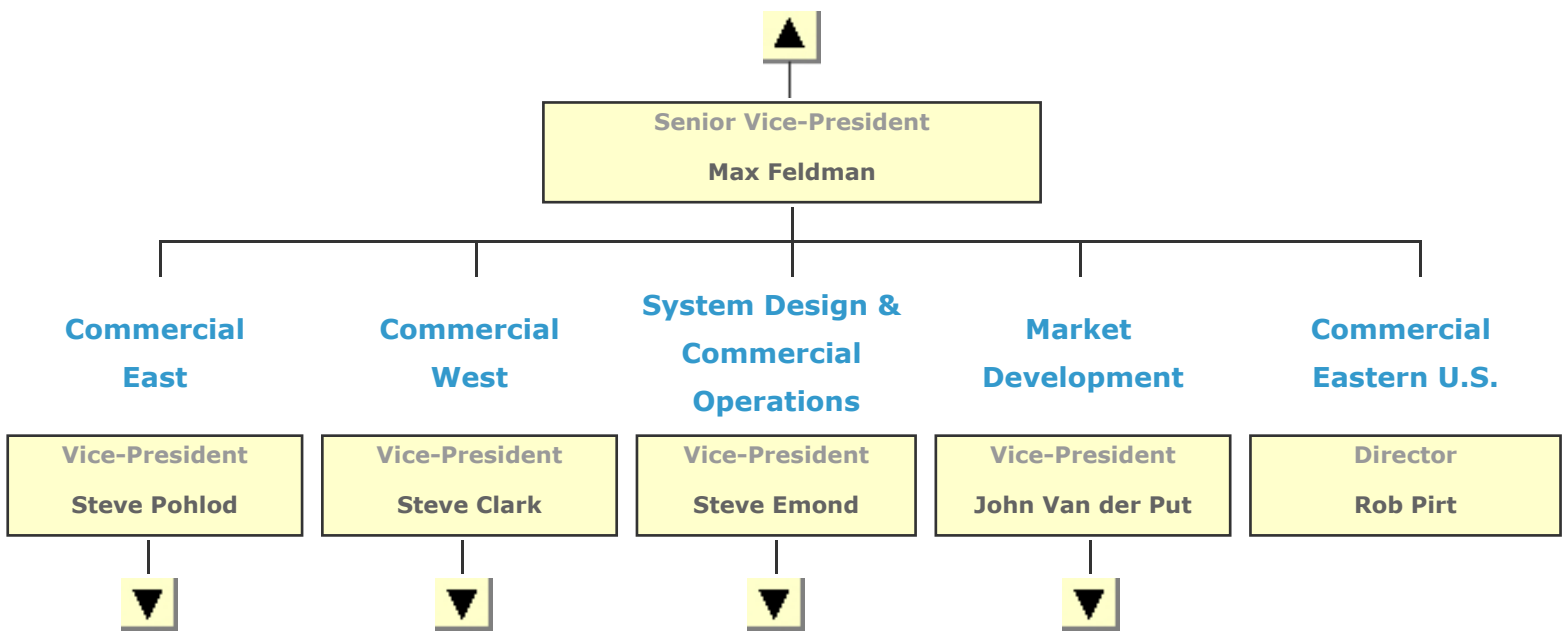 Senior Vice-President
Max Feldman
Commercial
East
Commercial
West
System Design &
Commercial
Operations
Market
Development
Commercial
Eastern U.S.
Vice-President
Steve Pohlod
Vice-President
Steve Clark
Vice-President
Steve Emond
Vice-President
John Van der Put
Director
Rob Pirt